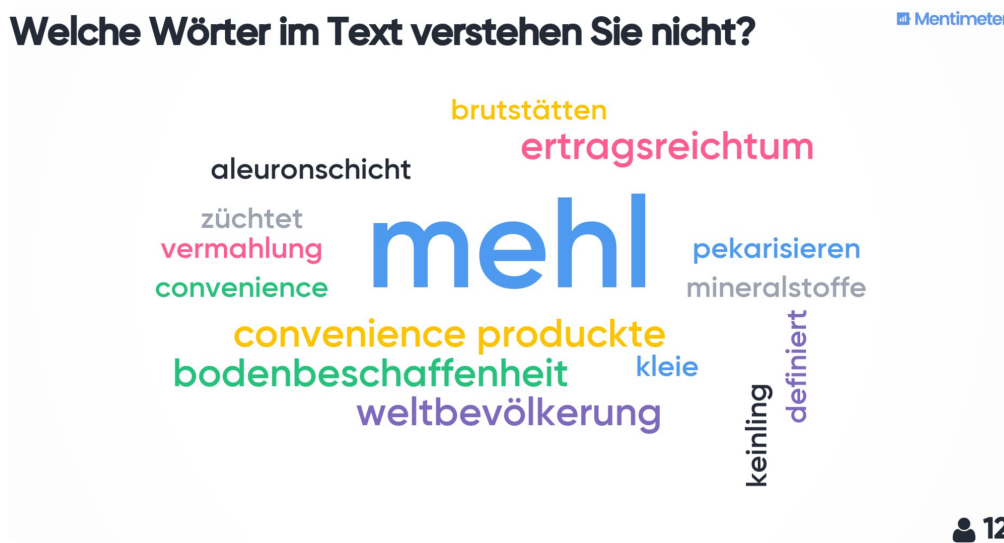 Welche Wörter im Text verstehen Sie nicht?
Mentimeter
brutstätten
ertragsreichtum
aleuronschicht
mehl
züchtet
vermahlung
pekarisieren
convenience
mineralstoffe
convenience produckte
definiert
bodenbeschaffenheit
kleie
weltbevölkerung
keinling
12